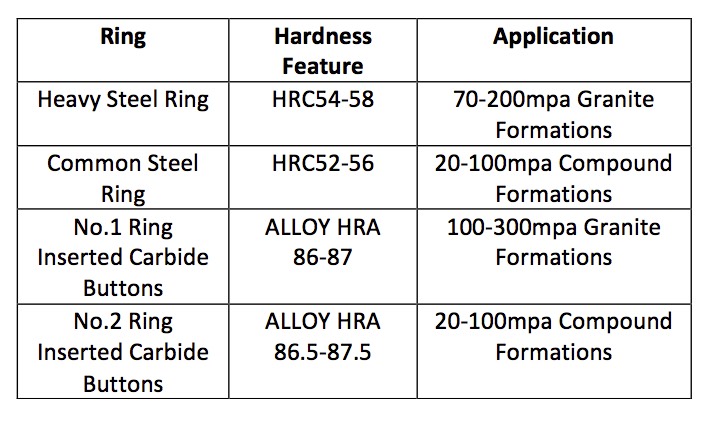 Ring
Hardness
Feature
Application
Heavy Steel Ring
HRC54-58
70-200mpa Granite
Formations
Common Steel
Ring
HRC52-56
20-100mpa Compound
Formations
No.1 Ring
Inserted Carbide
Buttons
ALLOY HRA
86-87
100-300mpa Granite
Formations
No.2 Ring
Inserted Carbide
Buttons
ALLOY HRA
86.5-87.5
20-100mpa Compound
Formations